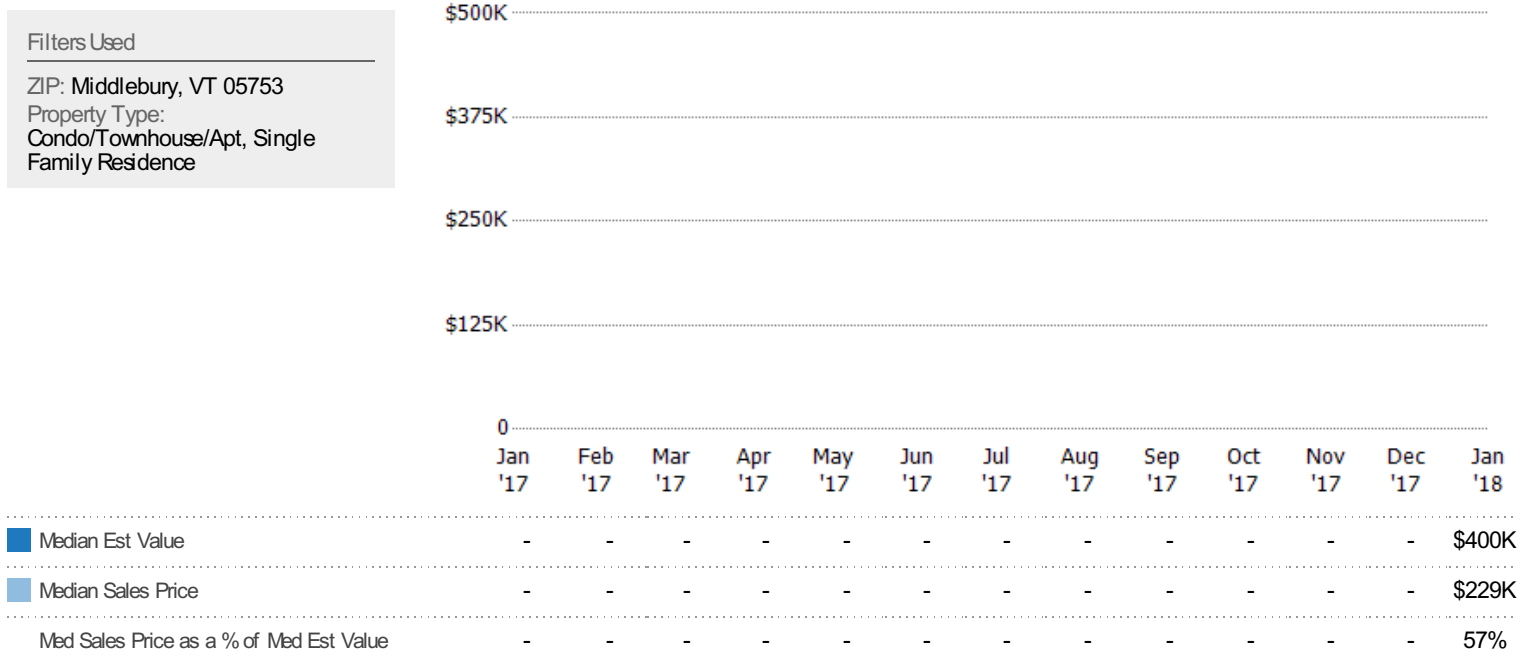 Filters Used
ZIP: Middlebury, VT 05753
Property Type:
Condo/Townhouse/Apt, Single
Family Residence
$500K
$375K
$250K
$125K
0
Jan Feb Mar Apr May Jun Jul Aug Sep Oct Nov Dec Jan
'17 '17 '17 '17 '17 '17 '17 '17 '17 '17 '17 '17 '18
Median Est Value - - - - - - - - - - - - $400K
Median Sales Price - - - - - - - - - - - - $229K
Med Sales Price as a % of Med Est Value - - - - - - - - - - - - 57%